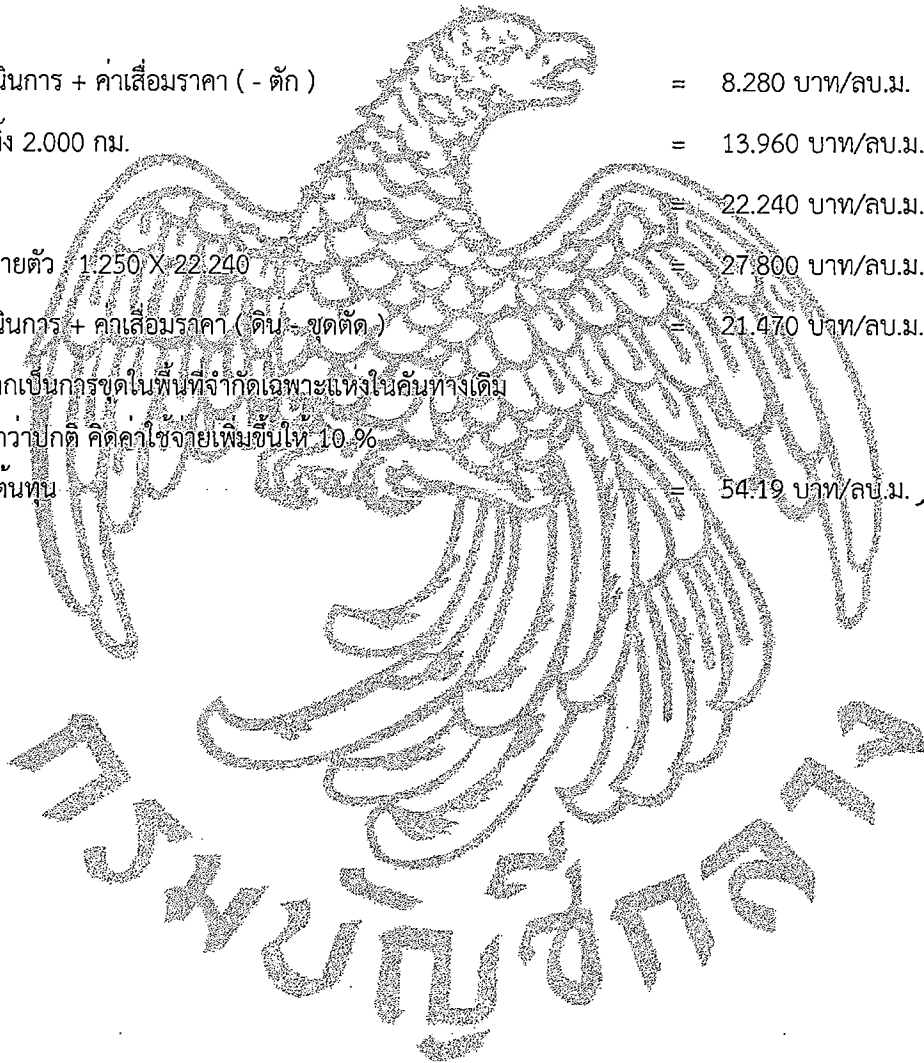 นินการ + ค่าเสื่อมราคา ( - ตัก ) = 8.280 บาท/ลบ.ม.
ทิ้ง 2.000 กม. = 13.960 บาท/ลบ.ม.
= 22.240 บาท/ลบ.ม.
ายตัว 1.250 X 22.240 = 27.800 บาท/ลบ.ม.
นินการ + ค่าเสื่อมราคา ( ดิน - ขุดตัด ) = 21.470 บาท/ลบ.ม.
กเป็นการขุดในพื้นที่จำกัดเฉพาะแห่งในคันทางเดิม
กว่าปกติ คิดค่าใช้จ่ายเพิ่มขึ้นให้ 10 %
ต้นทุน = 54.19 บาท/ลบ.ม.
กรมบัญชีกลาง